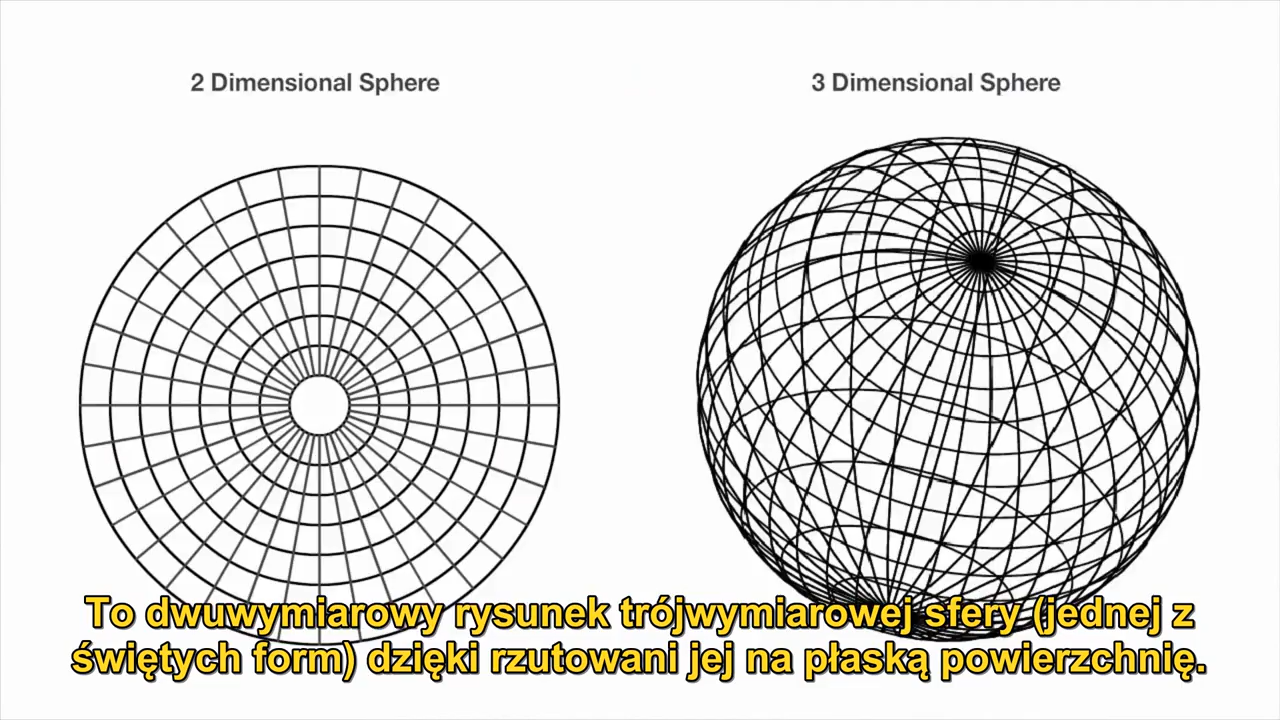 2 Dimensional Sphere
3 Dimensional Sphere
To dwuwymiarowy rysunek trójwymiarowej sfery (jednej z
świętych form) dzięki rzutowani jej na płaską powierzchnię.